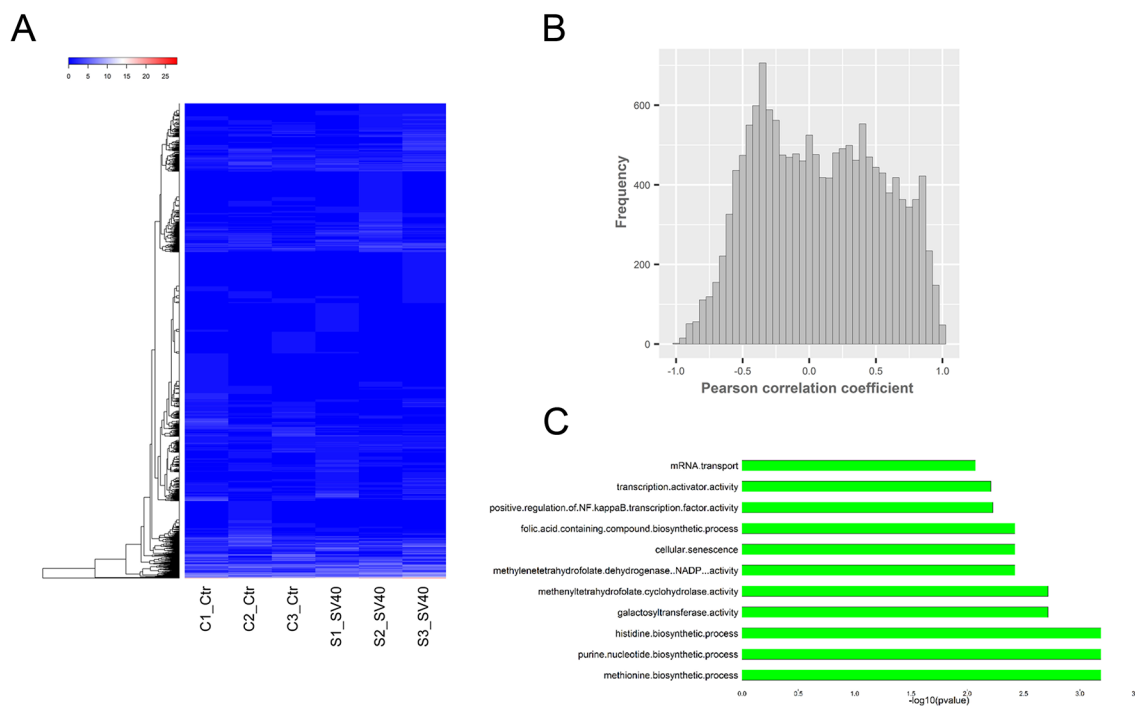 A
0 5 10 15 20 25
C1_Ctr
C2_Ctr
C3_Ctr
S1_SV40
S2_SV40
S3_SV40
B
600
400
200
0
Frequency
-1.0 -0.5 0.0 0.5 1.0
Pearson correlation coefficient
C
mRNA.transport
transcription.activator.activity
positive.regulation.of.NF.kappaB.transcription.factor.activity
folic.acid.containing.compound.biosynthetic.process
cellular.senescence
methylenetetrahydrofolate.dehydrogenase..NADP...activity
methenyltetrahydrofolate.cyclohydrolase.activity
galactosyltransferase.activity
histidine.biosynthetic.process
purine.nucleotide.biosynthetic.process
methionine.biosynthetic.process
0.0 0.5 1.0 1.5 2.0 2.5 3.0 3
-log10(pvalue)